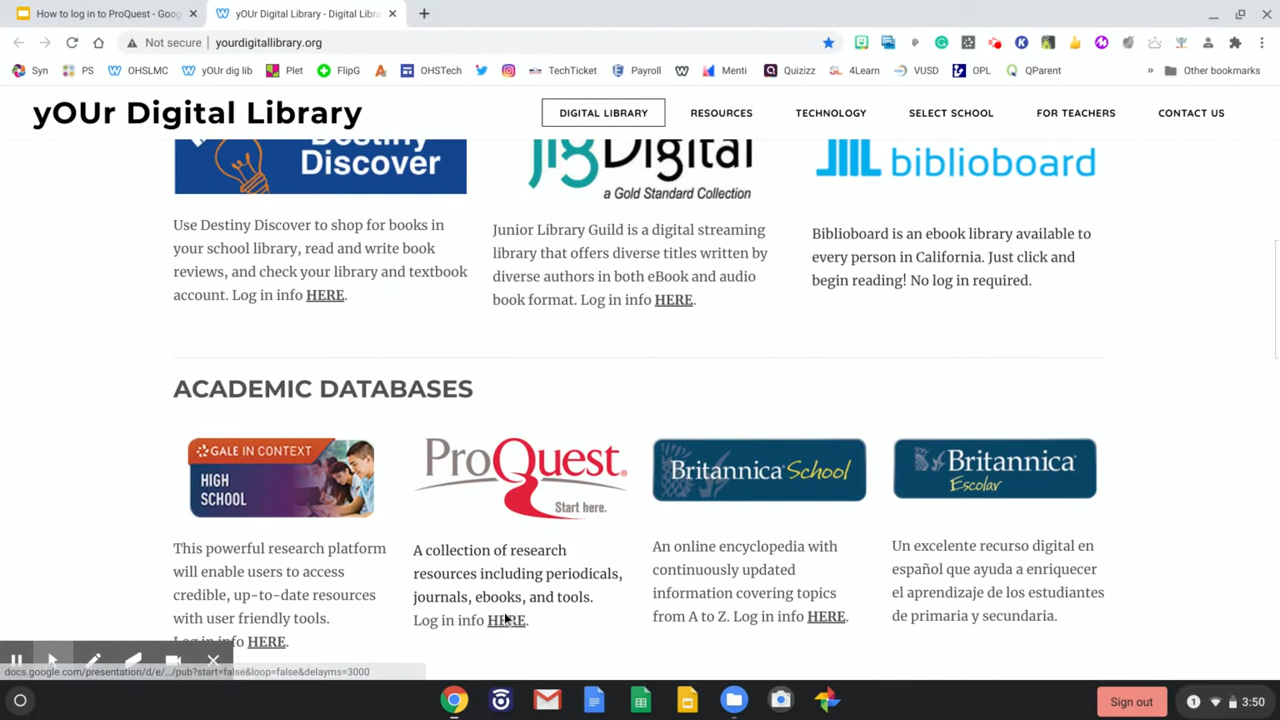 How to log in to ProQuest - Goog
yOUr Digital Library - Digital Libra
Not secure | yourdigitallibrary.org
Syn
PS
OHSLMC
yOUr dig lib
Plet
FlipG
OHSTech
TechTicket
Payroll
Menti
Quizizz
4Learn
VUSD
OPL
QParent
»
Other bookmarks
yOUr Digital Library
DIGITAL LIBRARY
RESOURCES
TECHNOLOGY
SELECT SCHOOL
FOR TEACHERS
CONTACT US
Destiny
Discover
jlgDigital
a Gold Standard Collection
biblioboard
Use Destiny Discover to shop for books in
your school library, read and write book
reviews, and check your library and textbook
account. Log in info HERE.
Junior Library Guild is a digital streaming
library that offers diverse titles written by
diverse authors in both eBook and audio
book format. Log in info HERE.
Biblioboard is an ebook library available to
every person in California. Just click and
begin reading! No log in required.
ACADEMIC DATABASES
GALE IN CONTEXT
HIGH
SCHOOL
ProQuest
Start here.
Britannica School
Britannica
Escolar
This powerful research platform
will enable users to access
credible, up-to-date resources
with user friendly tools.
Log in info HERE.
A collection of research
resources including periodicals,
journals, ebooks, and tools.
Log in info HERE.
An online encyclopedia with
continuously updated
information covering topics
from A to Z. Log in info HERE.
Un excelente recurso digital en
español que ayuda a enriquecer
el aprendizaje de los estudiantes
de primaria y secundaria.
docs.google.com/presentation/d/e/.../pub?start=false&loop=false&delayms=3000
Sign out
1
3:50